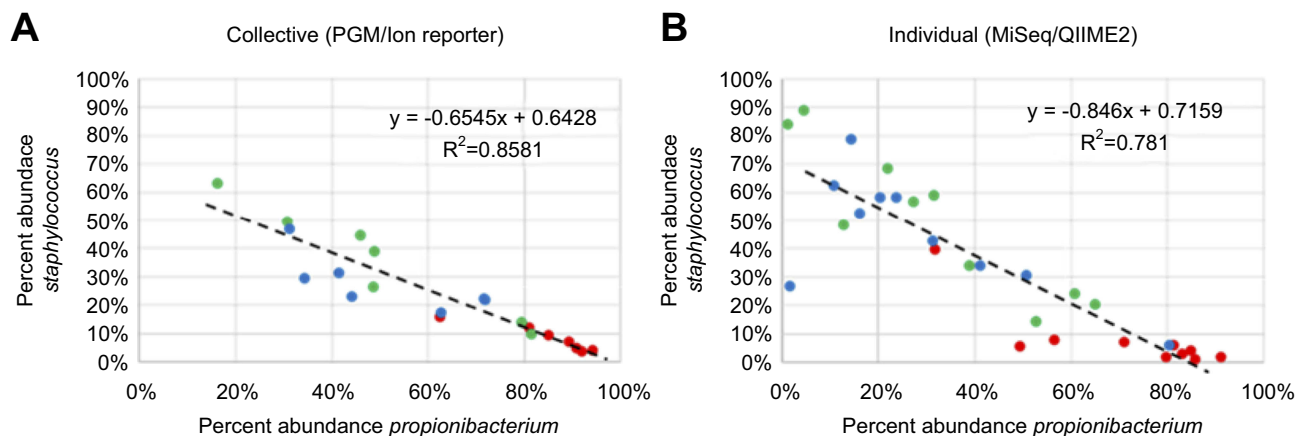 A
Collective (PGM/Ion reporter)
Percent abundace
staphylococcus
100%
90%
80%
70%
60%
50%
40%
30%
20%
10%
0%
y = -0.6545x + 0.6428
R²=0.8581
0% 20% 40% 60% 80% 100%
Percent abundance propionibacterium
B
Individual (MiSeq/QIIME2)
Percent abundace
staphylococcus
100%
90%
80%
70%
60%
50%
40%
30%
20%
10%
0%
y = -0.846x + 0.7159
R²=0.781
0% 20% 40% 60% 80% 100%
Percent abundance propionibacterium